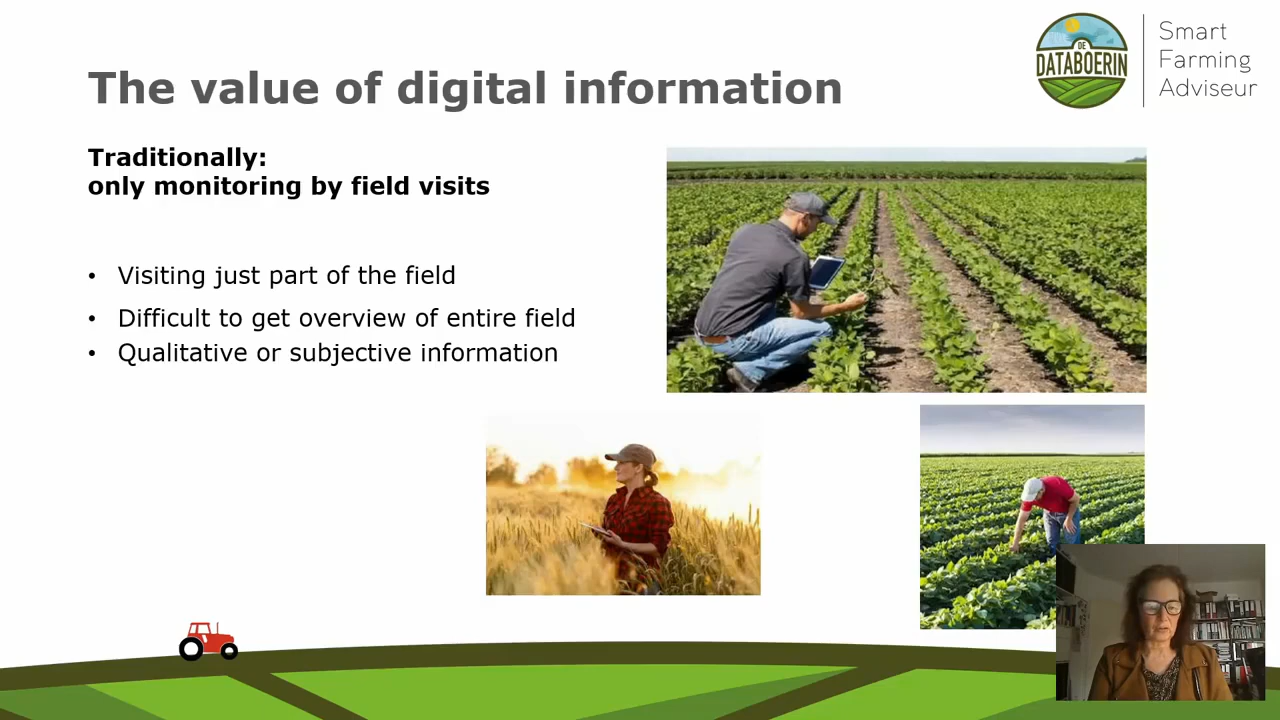 The value of digital information
DE
DATABOERIN
Smart
Farming
Adviseur
Traditionally:
only monitoring by field visits
• Visiting just part of the field
• Difficult to get overview of entire field
• Qualitative or subjective information